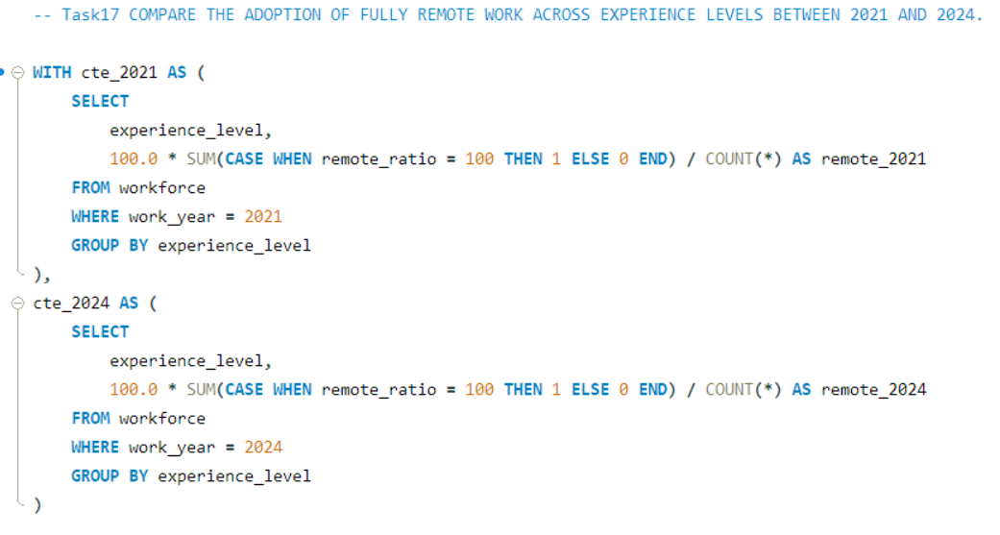 -- Task17 COMPARE THE ADOPTION OF FULLY REMOTE WORK ACROSS EXPERIENCE LEVELS BETWEEN 2021 AND 2024.
WITH cte_2021 AS (
SELECT
experience_level,
100.0 * SUM(CASE WHEN remote_ratio = 100 THEN 1 ELSE 0 END) / COUNT(*) AS remote_2021
FROM workforce
WHERE work_year = 2021
GROUP BY experience_level
),
cte_2024 AS (
SELECT
experience_level,
100.0 * SUM(CASE WHEN remote_ratio = 100 THEN 1 ELSE 0 END) / COUNT(*) AS remote_2024
FROM workforce
WHERE work_year = 2024
GROUP BY experience_level
)